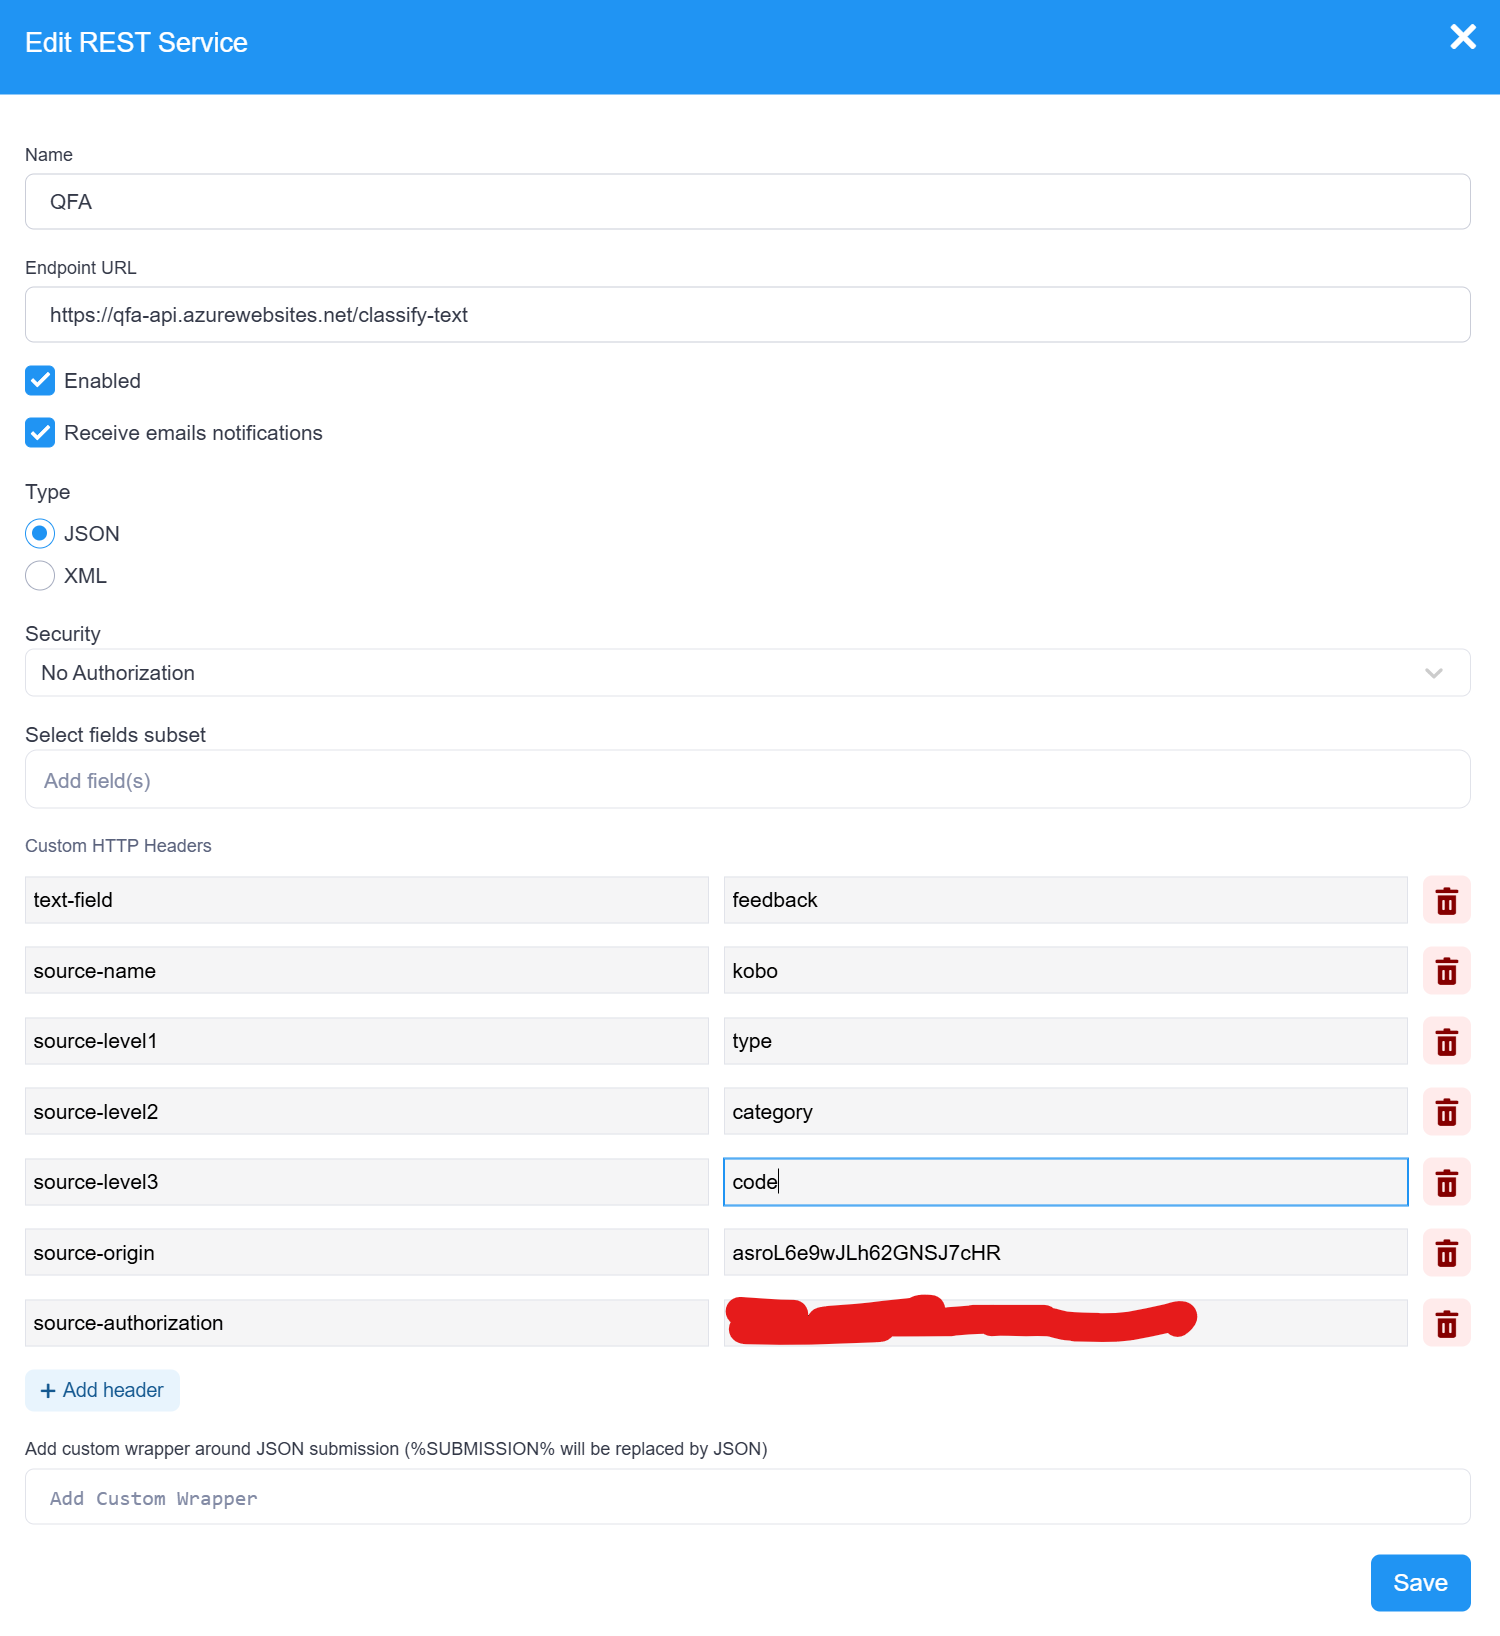 Edit REST Service
Name
QFA
Endpoint URL
https://qfa-api.azurewebsites.net/classify-text
Enabled
Receive emails notifications
Type
JSON
XML
Security
No Authorization
Select fields subset
Add field(s)
Custom HTTP Headers
text-field feedback
source-name kobo
source-level1 type
source-level2 category
source-level3 code
source-origin asroL6e9wJLh62GNSJ7cHR
source-authorization
+ Add header
Add custom wrapper around JSON submission (%SUBMISSION% will be replaced by JSON)
Add Custom Wrapper
Save